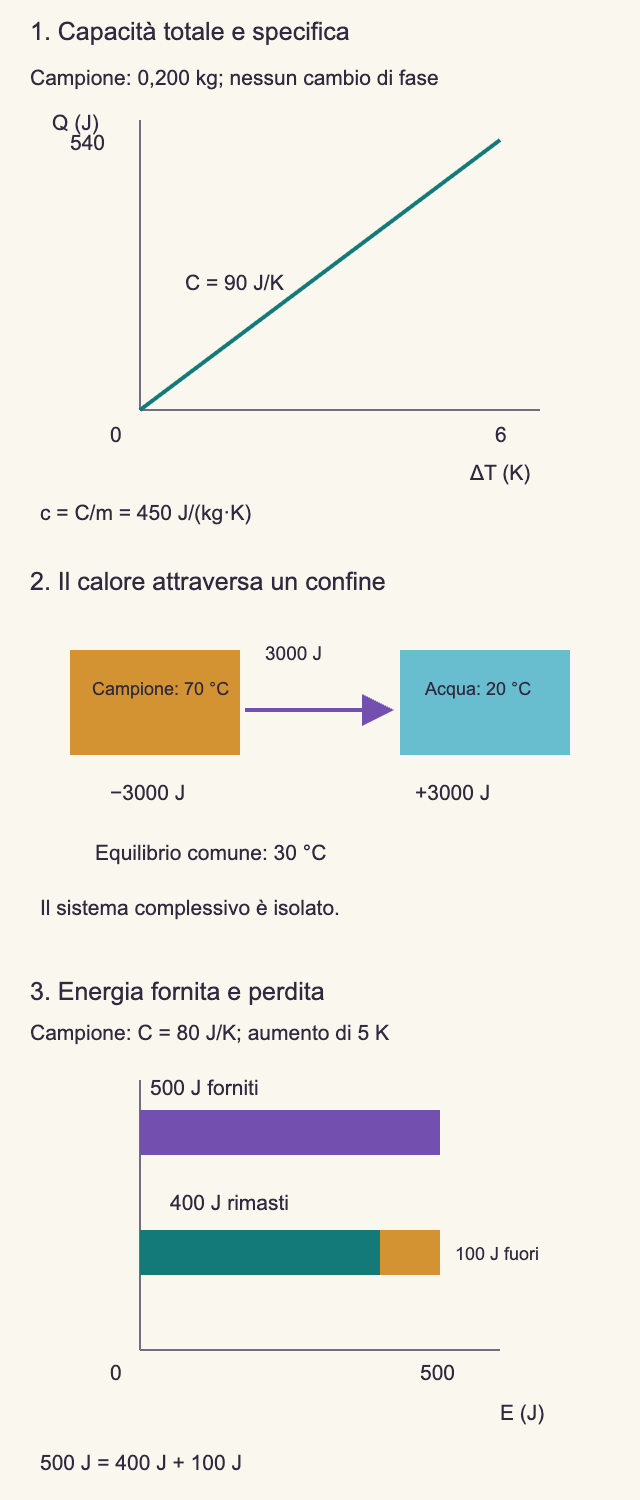 1. Capacità totale e specifica
Campione: 0,200 kg; nessun cambio di fase
Q (J)
540
C = 90 J/K
0
6
ΔT (K)
c = C/m = 450 J/(kg·K)
2. Il calore attraversa un confine
3000 J
Campione: 70 °C
Acqua: 20 °C
−3000 J
+3000 J
Equilibrio comune: 30 °C
Il sistema complessivo è isolato.
3. Energia fornita e perdita
Campione: C = 80 J/K; aumento di 5 K
500 J forniti
400 J rimasti
100 J fuori
0
500
E (J)
500 J = 400 J + 100 J